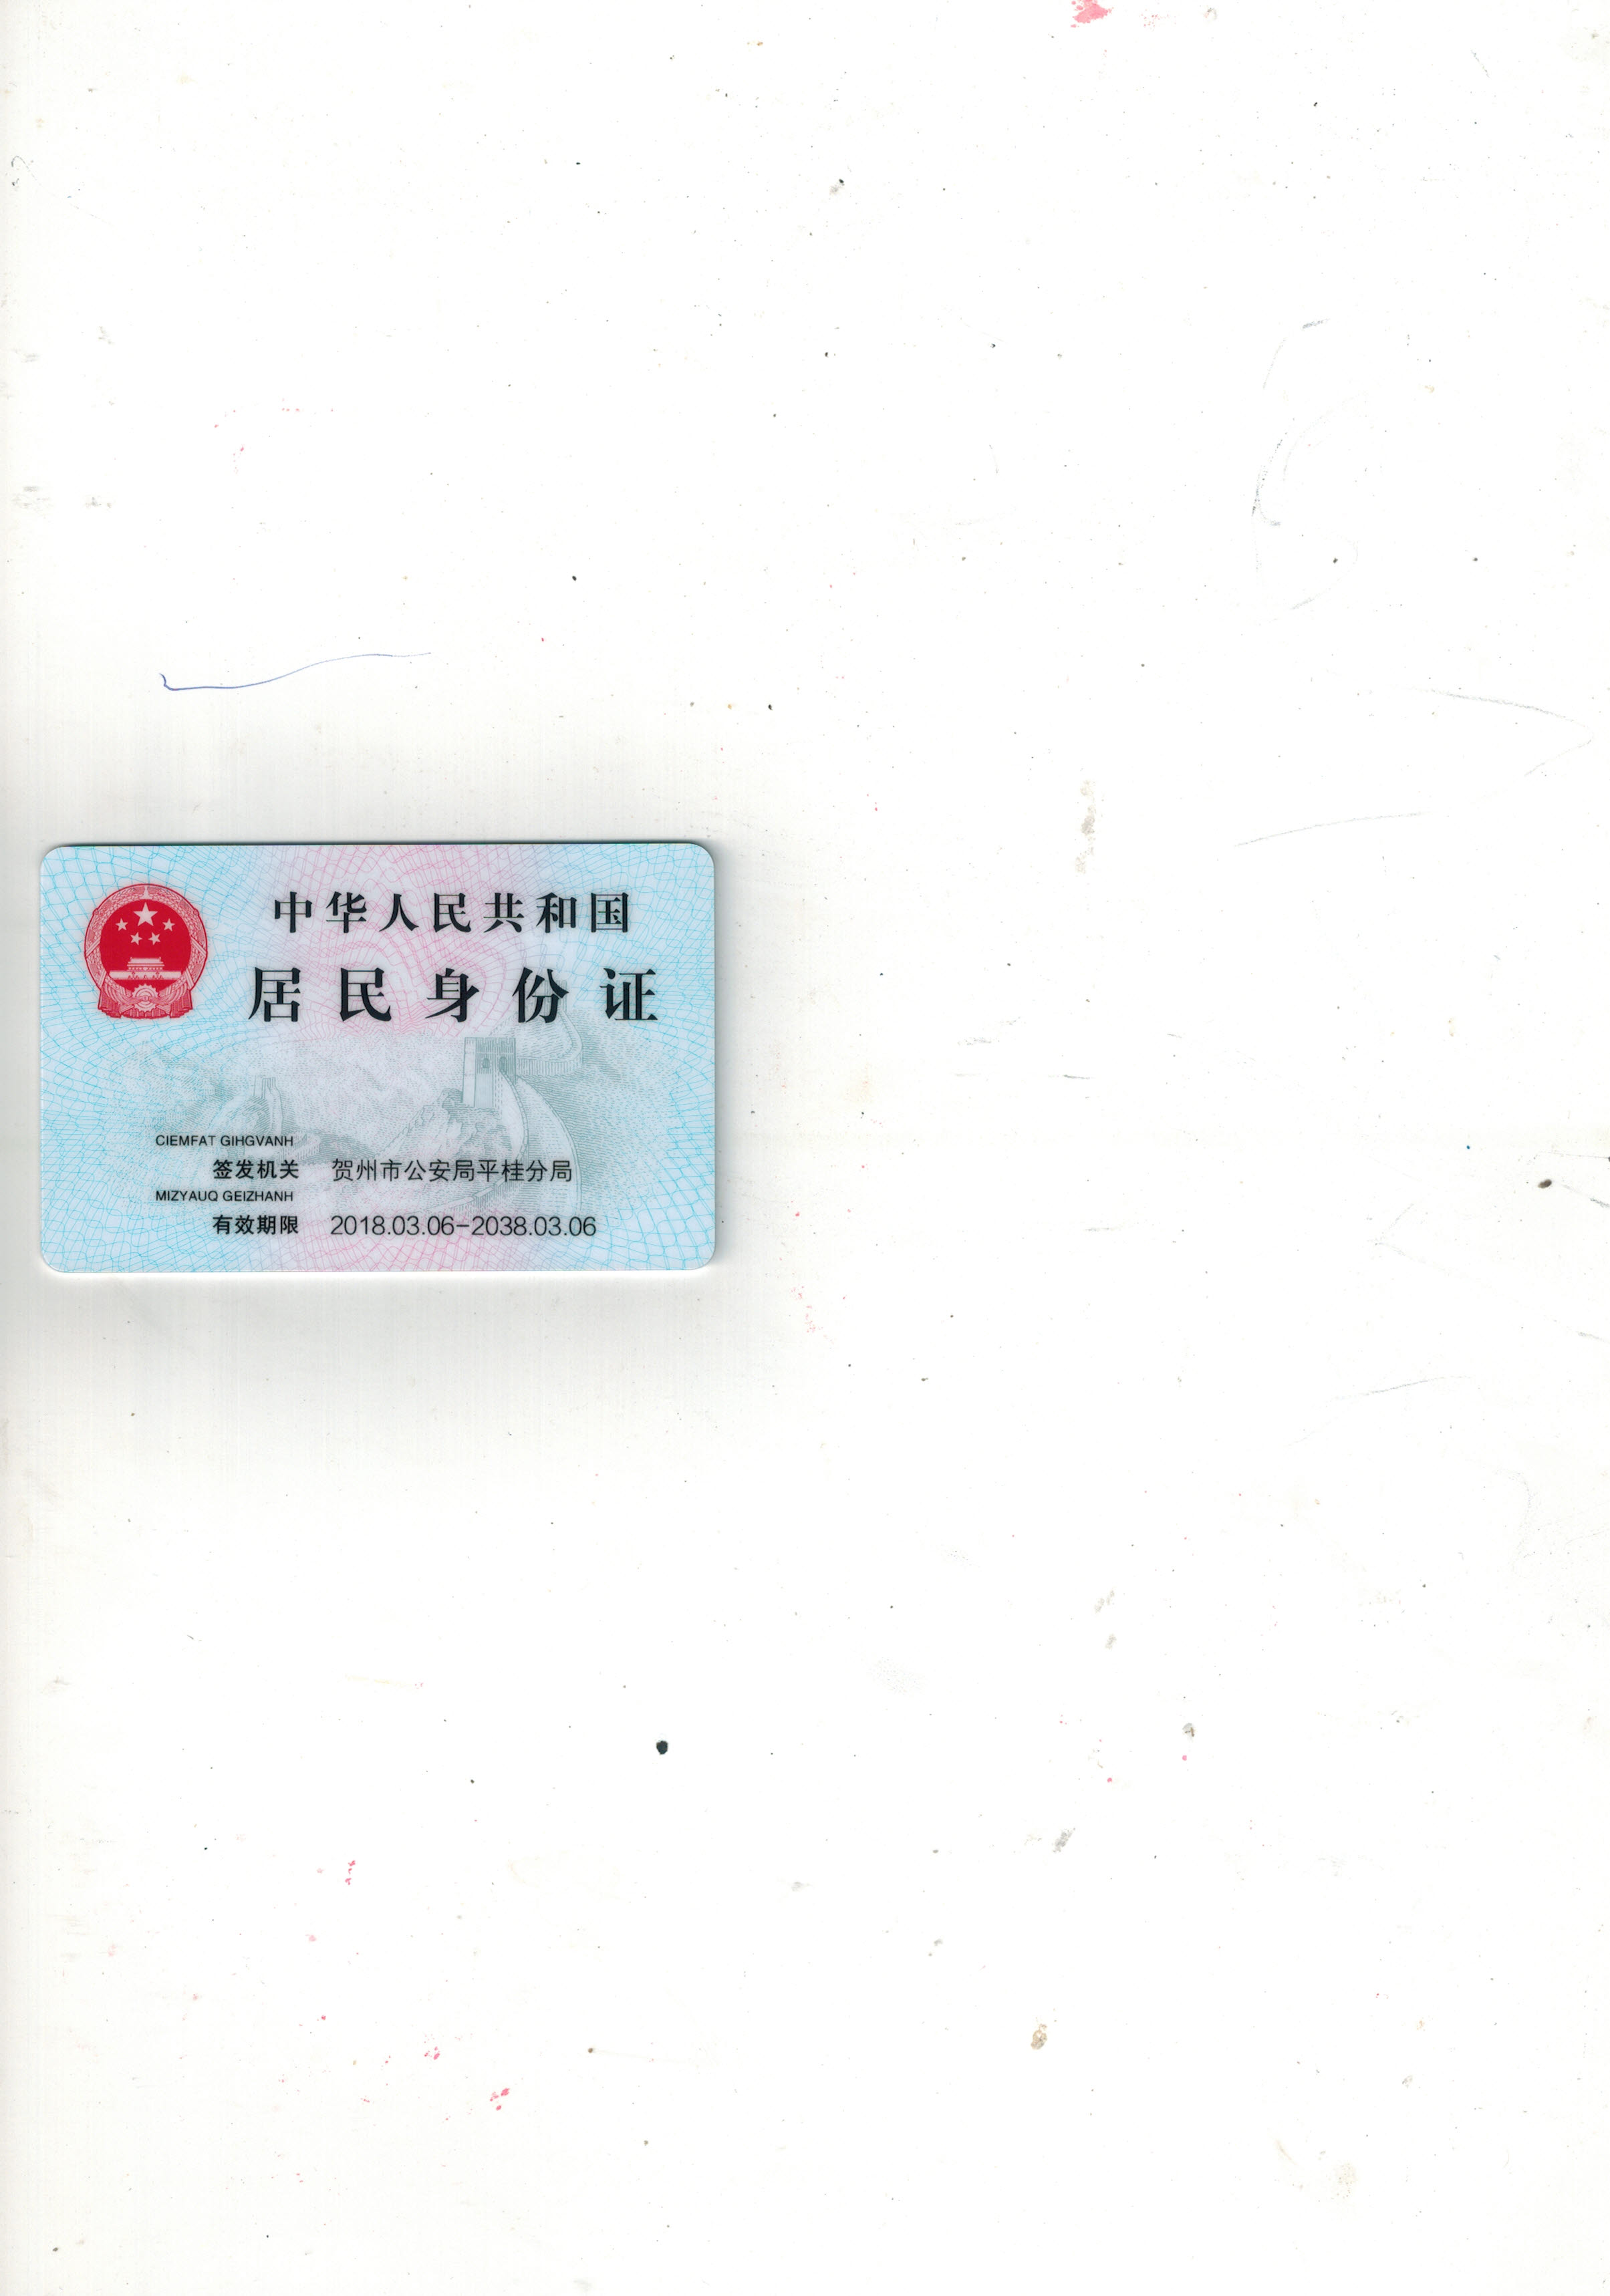 中华人民共和国
居民身份证
CIEMFAT GIHGVANH
签发机关 贺州市公安局平桂分局
MIZYAUQ GEIZHANH
有效期限 2018.03.06-2038.03.06